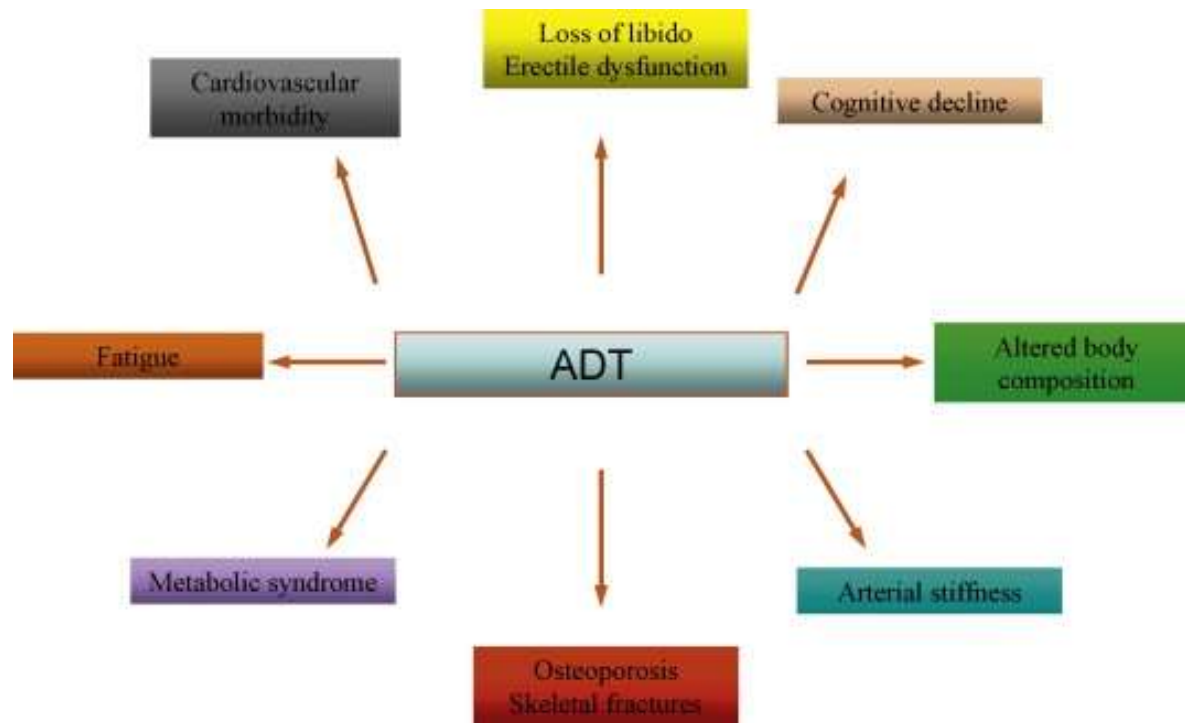 Loss of libido
Erectile dysfunction
Cardiovascular
morbidity
Cognitive decline
Fatigue
ADT
Altered body
composition
Metabolic syndrome
Arterial stiffness
Osteoporosis
Skeletal fractures